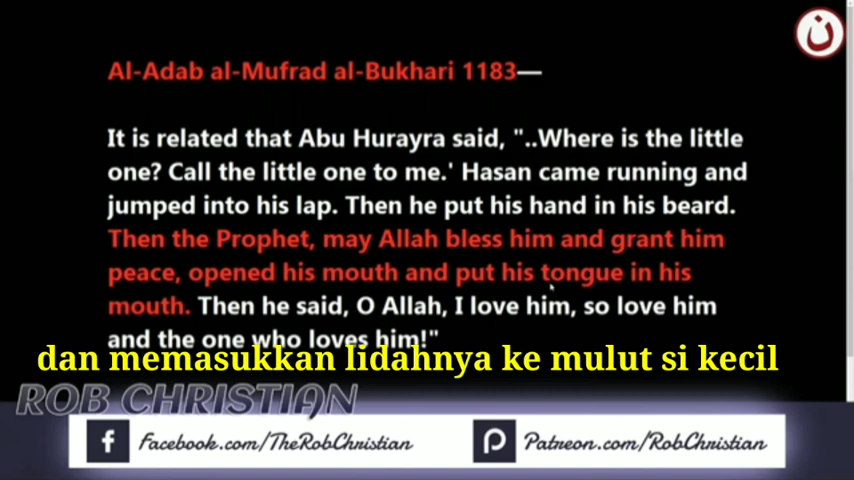 ن
Al-Adab al-Mufrad al-Bukhari 1183—
It is related that Abu Hurayra said, "..Where is the little
one? Call the little one to me.' Hasan came running and
jumped into his lap. Then he put his hand in his beard.
Then the Prophet, may Allah bless him and grant him
peace, opened his mouth and put his tongue in his
mouth. Then he said, O Allah, I love him, so love him
and the one who loves him!"
dan memasukkan lidahnya ke mulut si kecil
ROB CHRISTIAN
f Facebook.com/TheRobChristian
P Patreon.com/RobChristian